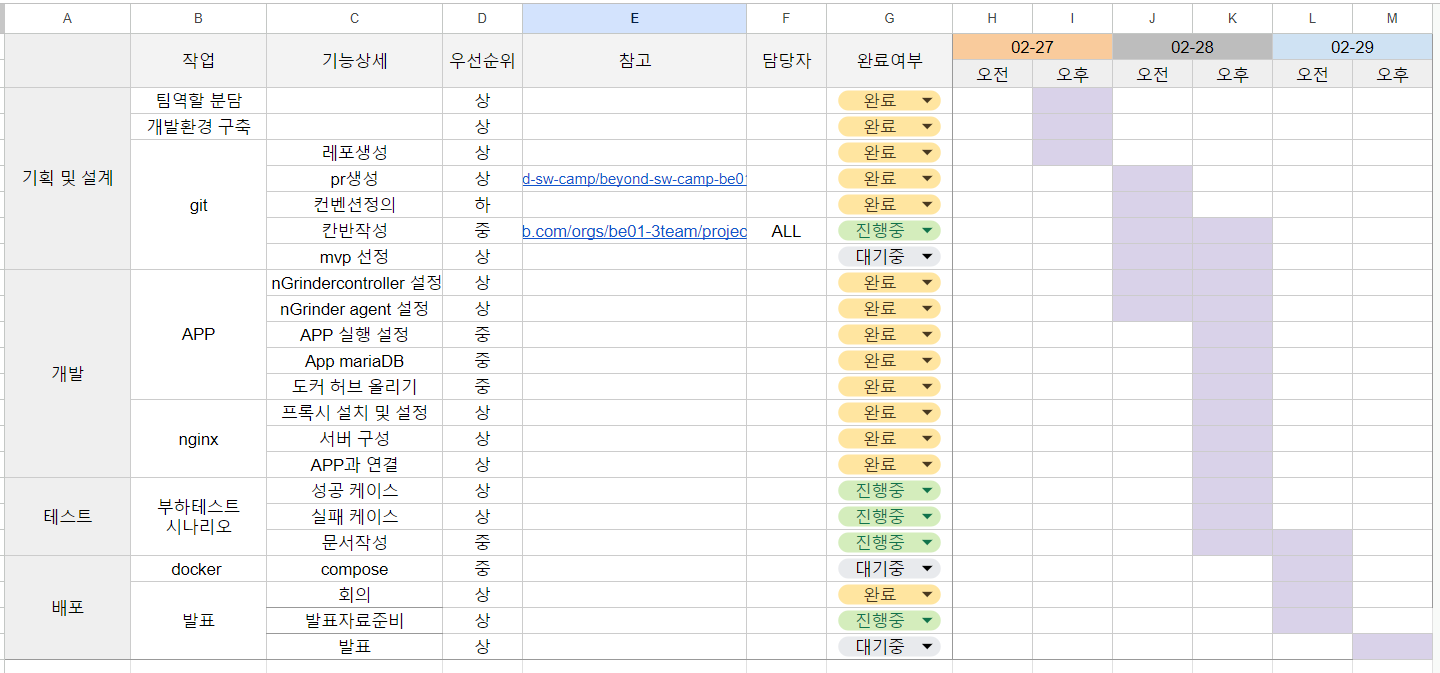 A B C D E F G H I J K L M
작업 기능상세 우선순위 참고 담당자 완료여부 02-27 02-28 02-29
오전 오후 오전 오후 오전 오후
기획 및 설계
팀역할 분담 상 완료
개발환경 구축 상 완료
git
레포생성 상 완료
pr생성 상 d-sw-camp/beyond-sw-camp-be01 완료
컨벤션정의 하 완료
칸반작성 중 b.com/orgs/be01-3team/projec ALL 진행중
mvp 선정 상 대기중
개발
APP
nGrindercontroller 설정 상 완료
nGrinder agent 설정 상 완료
APP 실행 설정 중 완료
App mariaDB 중 완료
도커 허브 올리기 중 완료
nginx
프록시 설치 및 설정 상 완료
서버 구성 상 완료
APP과 연결 상 완료
테스트
부하테스트
시나리오
성공 케이스 상 진행중
실패 케이스 상 진행중
문서작성 중 진행중
배포
docker compose 중 대기중
발표
회의 상 완료
발표자료준비 상 진행중
발표 상 대기중